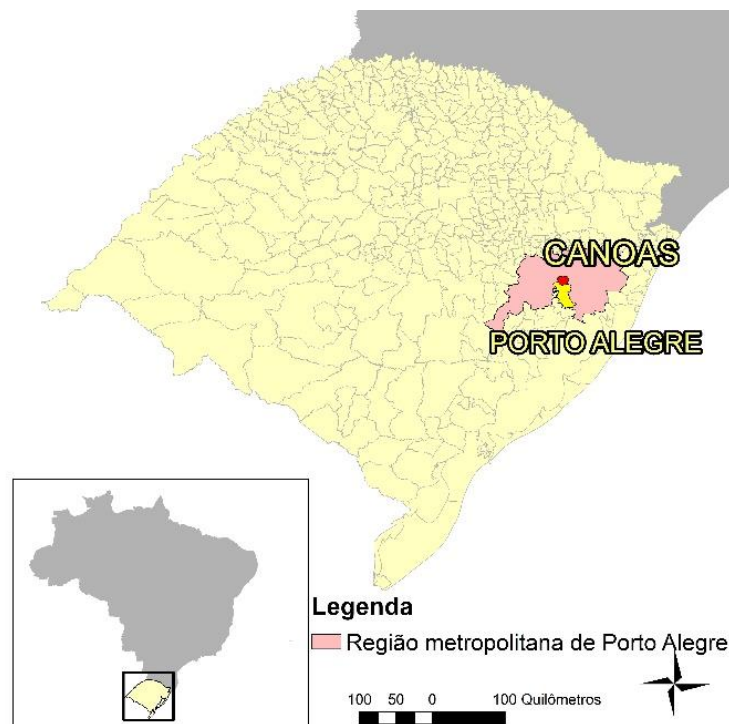 CANOAS
PORTO ALEGRE
Legenda
Região metropolitana de Porto Alegre
100 50 0 100 Quilômetros